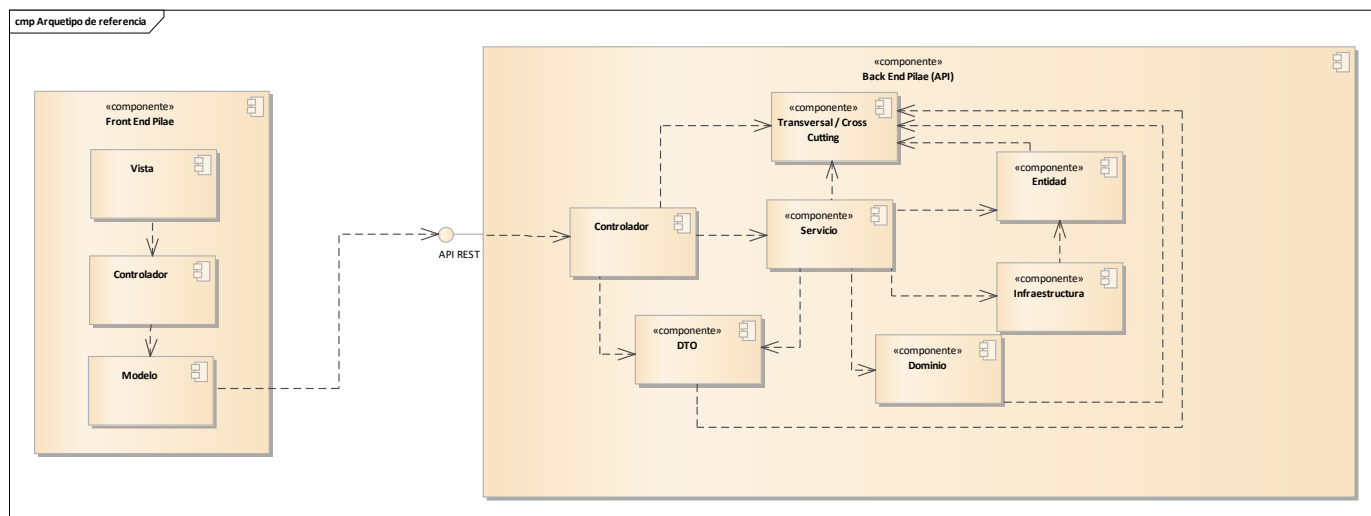 cmp Arquetipo de referencia
«componente»
Front End Pilae
Vista
Controlador
Modelo
API REST
«componente»
Back End Pilae (API)
«componente»
Transversal / Cross
Cutting
«componente»
Entidad
Controlador
«componente»
Servicio
«componente»
Infraestructura
«componente»
DTO
«componente»
Dominio